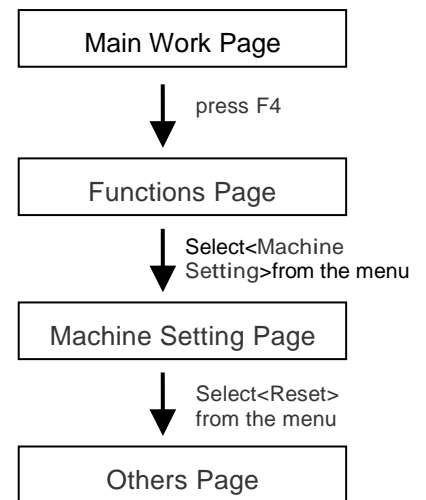 Main Work Page
press F4
Functions Page
Select<Machine
Setting>from the menu
Machine Setting Page
Select<Reset>
from the menu
Others Page